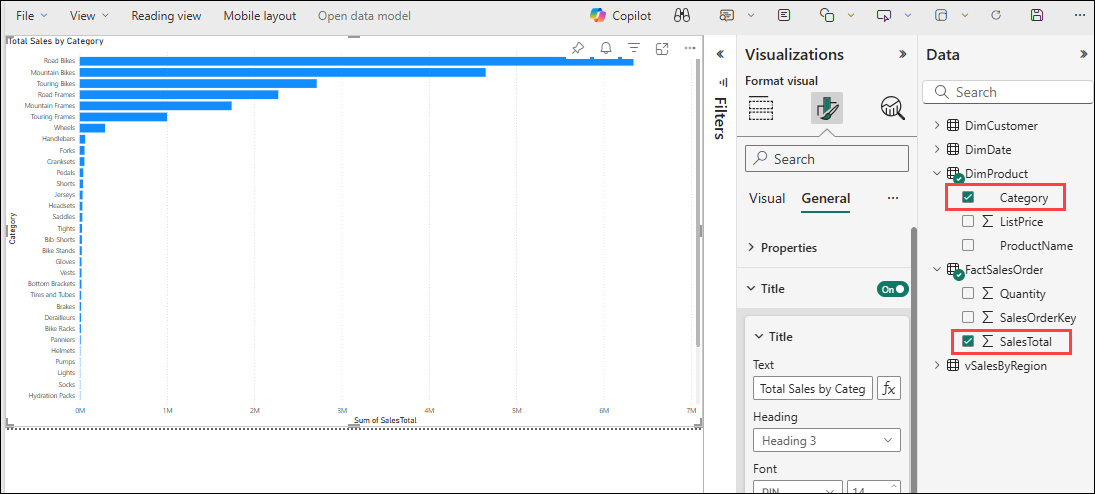 File View Reading view Mobile layout Open data model Copilot
Total Sales by Category
Road Bikes
Mountain Bikes
Touring Bikes
Road Frames
Mountain Frames
Touring Frames
Wheels
Handlebars
Forks
Cranksets
Pedals
Shorts
Jerseys
Headsets
Saddles
Tights
Bib-Shorts
Bike Stands
Gloves
Vests
Bottom Brackets
Tires and Tubes
Brakes
Derailleurs
Bike Racks
Panniers
Helmets
Pumps
Lights
Socks
Hydration Packs
Category
0M 1M 2M 3M 4M 5M 6M 7M
Sum of SalesTotal
Filters
Visualizations
Format visual
Search
Visual General
Properties
Title On
Title
Text
Total Sales by Categ fx
Heading
Heading 3
Font
DIN 14
Data
Search
DimCustomer
DimDate
DimProduct
Category
ListPrice
ProductName
FactSalesOrder
Quantity
SalesOrderKey
SalesTotal
vSalesByRegion